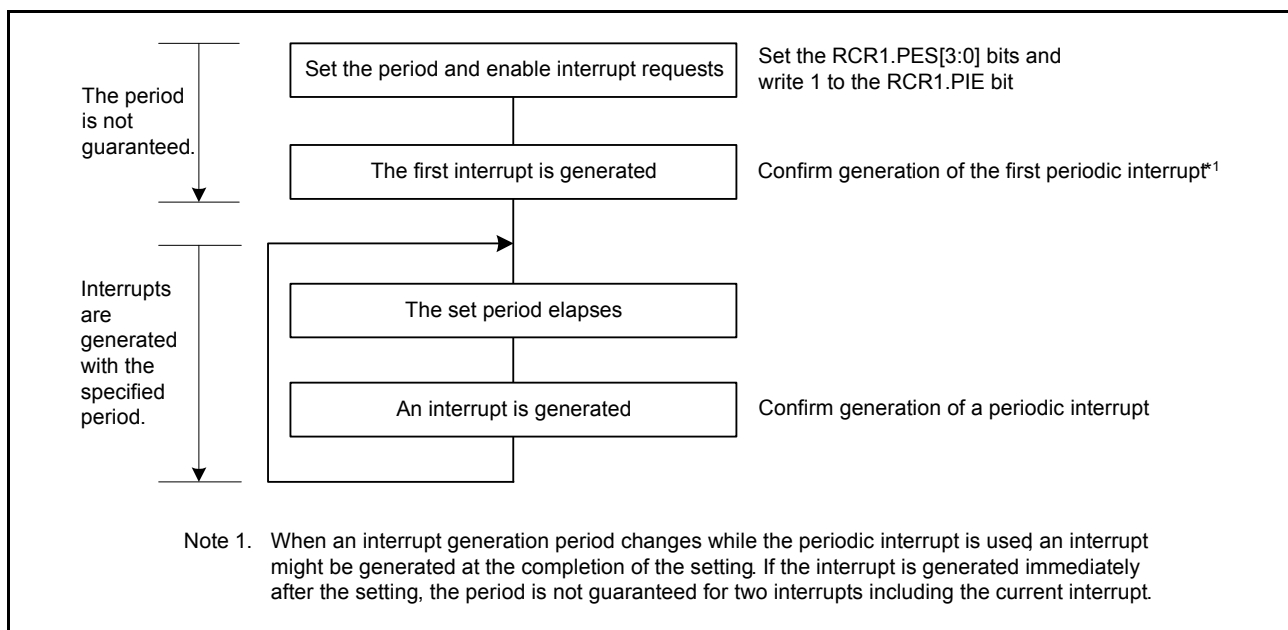 Set the period and enable interrupt requests
Set the RCR1.PES[3:0] bits and
write 1 to the RCR1.PIE bit
The period
is not
guaranteed.
The first interrupt is generated
Confirm generation of the first periodic interrupt*1
Interrupts
are
generated
with the
specified
period.
The set period elapses
An interrupt is generated
Confirm generation of a periodic interrupt
Note 1. When an interrupt generation period changes while the periodic interrupt is used, an interrupt
might be generated at the completion of the setting. If the interrupt is generated immediately
after the setting, the period is not guaranteed for two interrupts including the current interrupt.